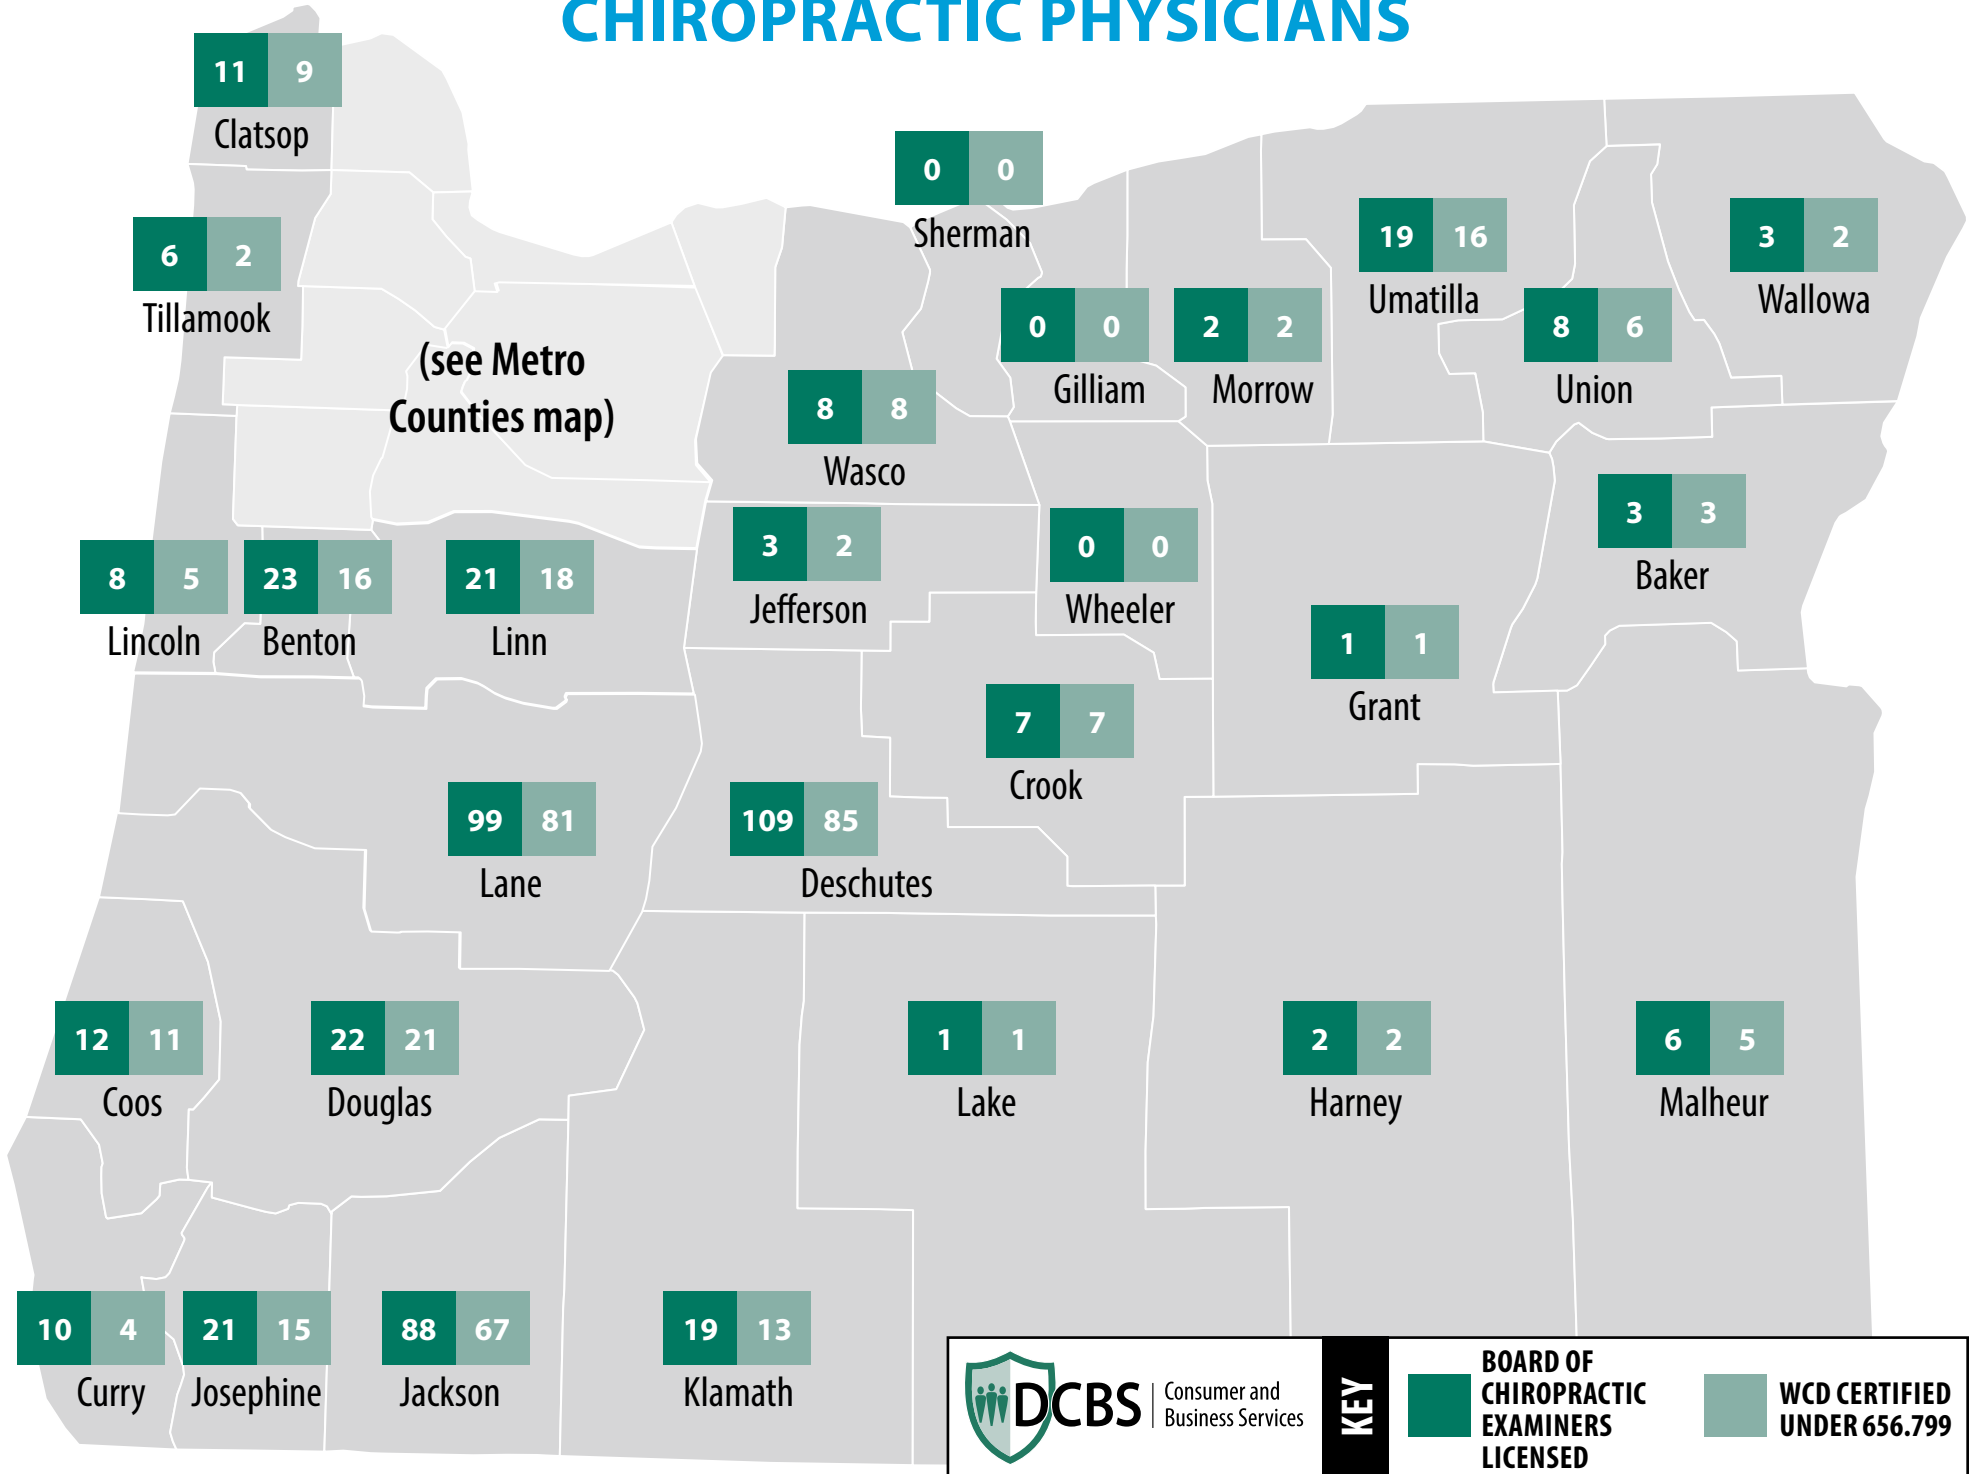 CHIROPRACTIC PHYSICIANS
11 9
Clatsop
0 0
Sherman
6 2
Tillamook
19 16
Umatilla
3 2
Wallowa
0 0
Gilliam
2 2
Morrow
8 6
Union
(see Metro
Counties map)
8 8
Wasco
3 3
Baker
3 2
Jefferson
0 0
Wheeler
8 5
Lincoln
23 16
Benton
21 18
Linn
1 1
Grant
7 7
Crook
99 81
Lane
109 85
Deschutes
12 11
Coos
22 21
Douglas
1 1
Lake
2 2
Harney
6 5
Malheur
10 4
Curry
21 15
Josephine
88 67
Jackson
19 13
Klamath
DCBS
Consumer and
Business Services
KEY
BOARD OF
CHIROPRACTIC
EXAMINERS
LICENSED
WCD CERTIFIED
UNDER 656.799